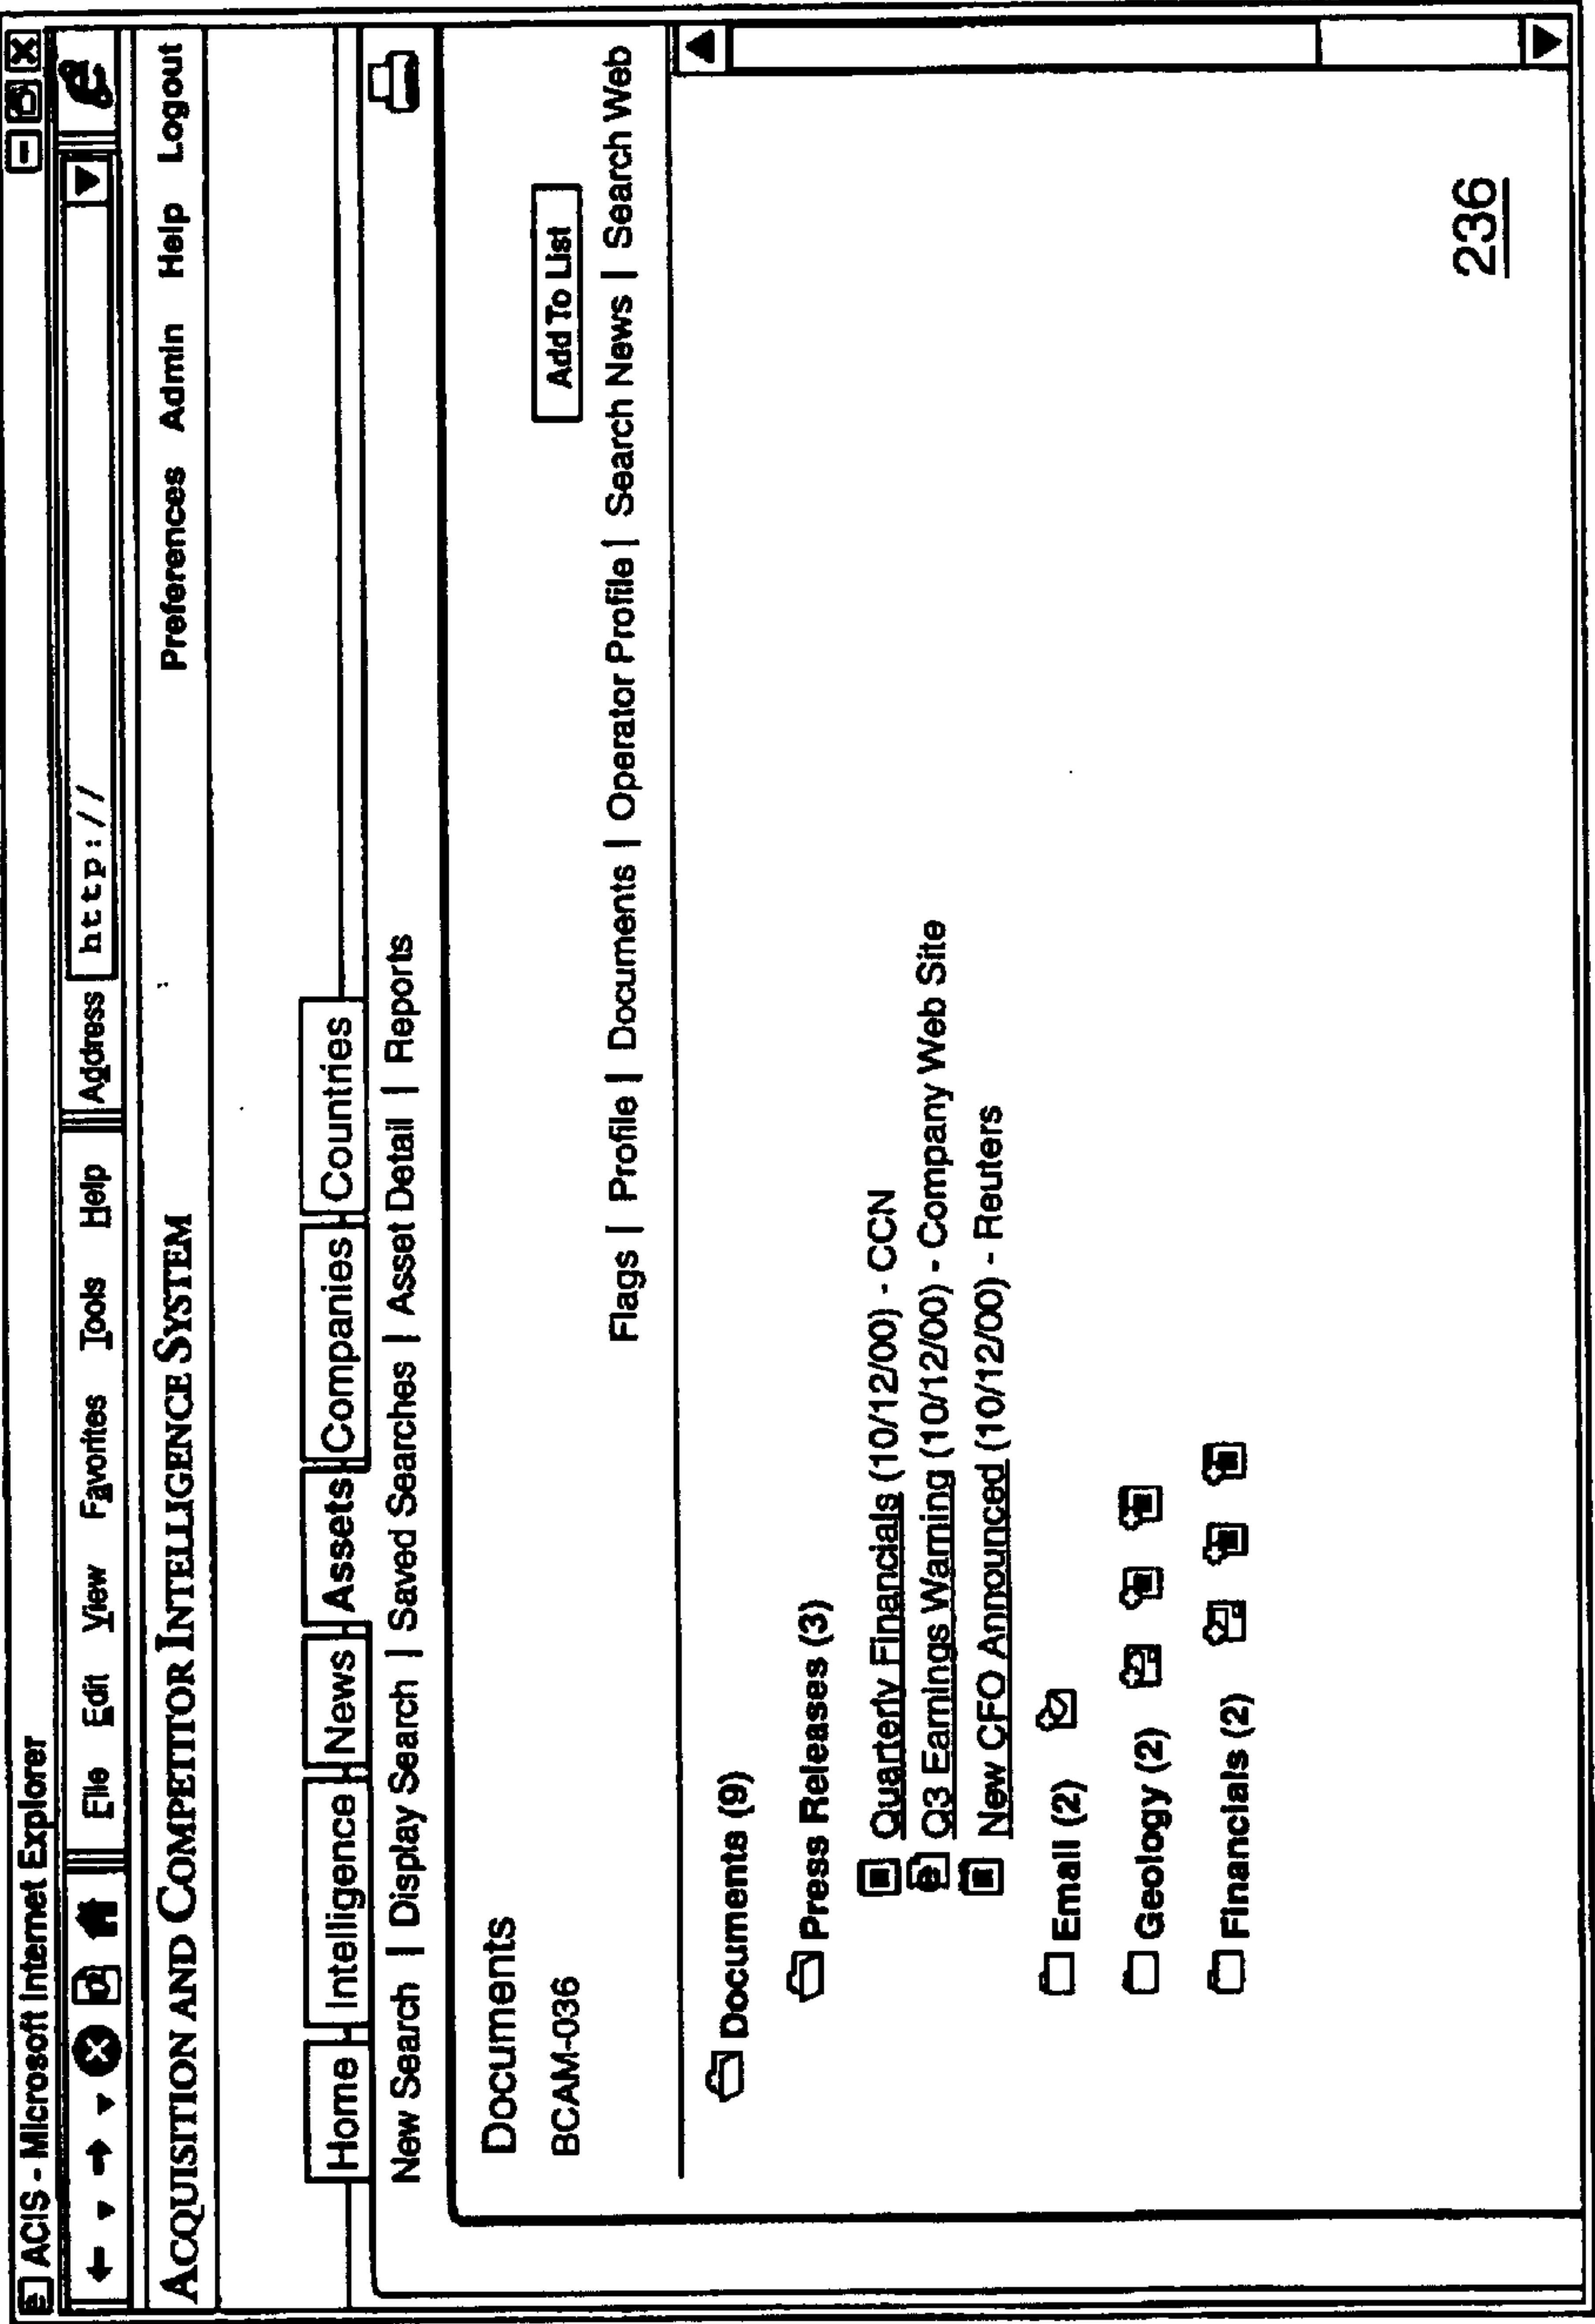 ACIS - Microsoft Internet Explorer
File Edit View Favorites Tools Help Address http://
ACQUISITION AND COMPETITOR INTELLIGENCE SYSTEM Preferences Admin Help Logout
Home Intelligence News Assets Companies Countries
New Search | Display Search | Saved Searches | Asset Detail | Reports
Documents
BCAM-036 Add To List
Flags | Profile | Documents | Operator Profile | Search News | Search Web
Documents (9)
Press Releases (3)
Quarterly Financials (10/12/00) - CCN
Q3 Earnings Warning (10/12/00) - Company Web Site
New CFO Announced (10/12/00) - Reuters
Email (2)
Geology (2)
Financials (2)
236